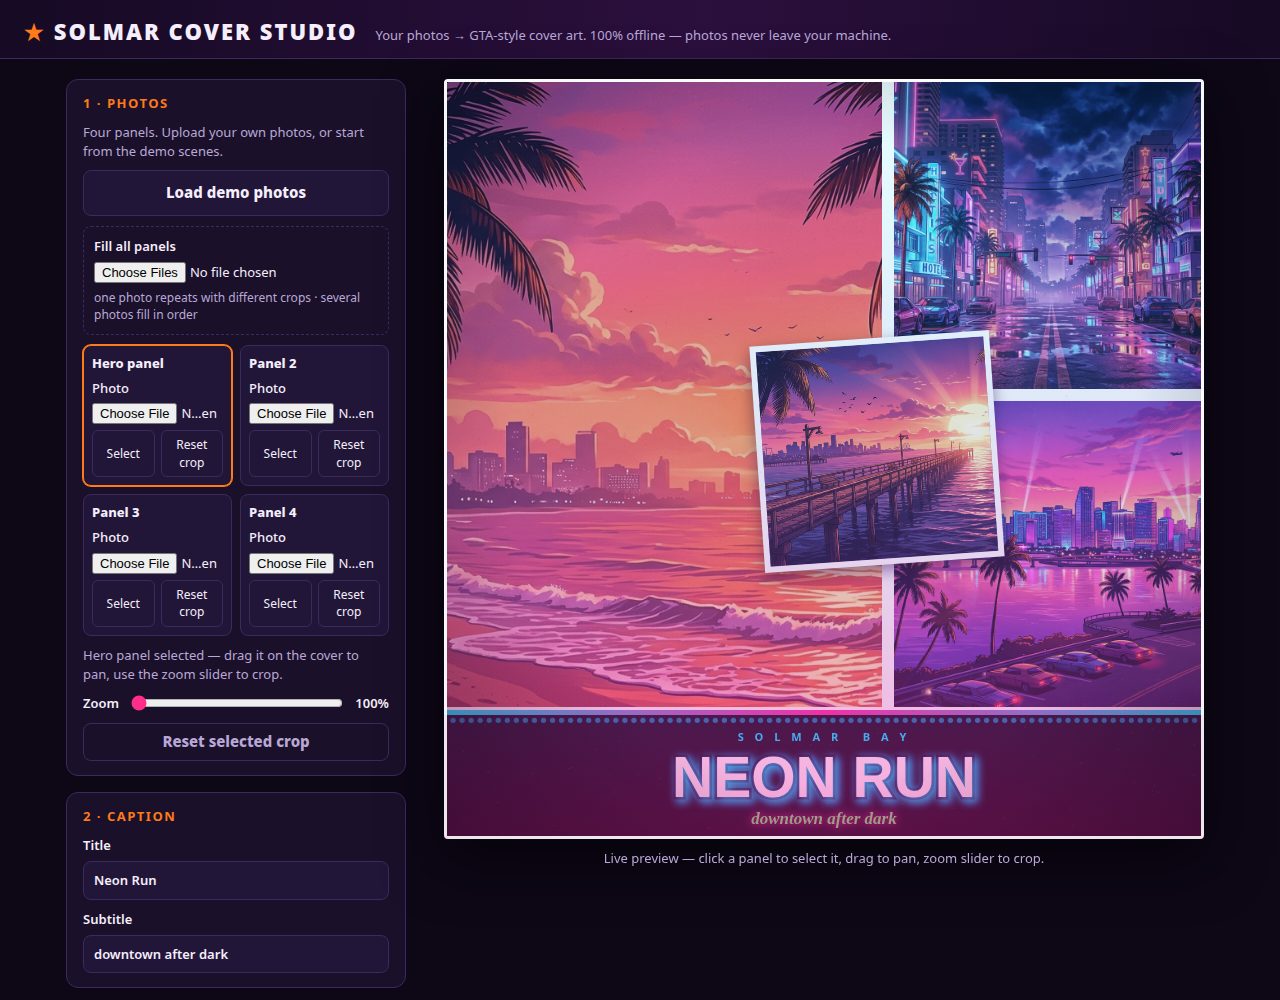 ★ SOLMAR COVER STUDIO
Your photos → GTA-style cover art. 100% offline — photos never leave your machine.
1 · PHOTOS
Four panels. Upload your own photos, or start
from the demo scenes.
Load demo photos
Fill all panels
Choose Files No file chosen
one photo repeats with different crops · several
photos fill in order
Hero panel
Photo
Choose File N...en
Select
Reset
crop
Panel 2
Photo
Choose File N...en
Select
Reset
crop
Panel 3
Photo
Choose File N...en
Select
Reset
crop
Panel 4
Photo
Choose File N...en
Select
Reset
crop
Hero panel selected — drag it on the cover to
pan, use the zoom slider to crop.
Zoom 100%
Reset selected crop
2 · CAPTION
Title
Neon Run
Subtitle
downtown after dark
HOTE
SOLMAR BAY
NEON RUN
downtown after dark
Live preview — click a panel to select it, drag to pan, zoom slider to crop.